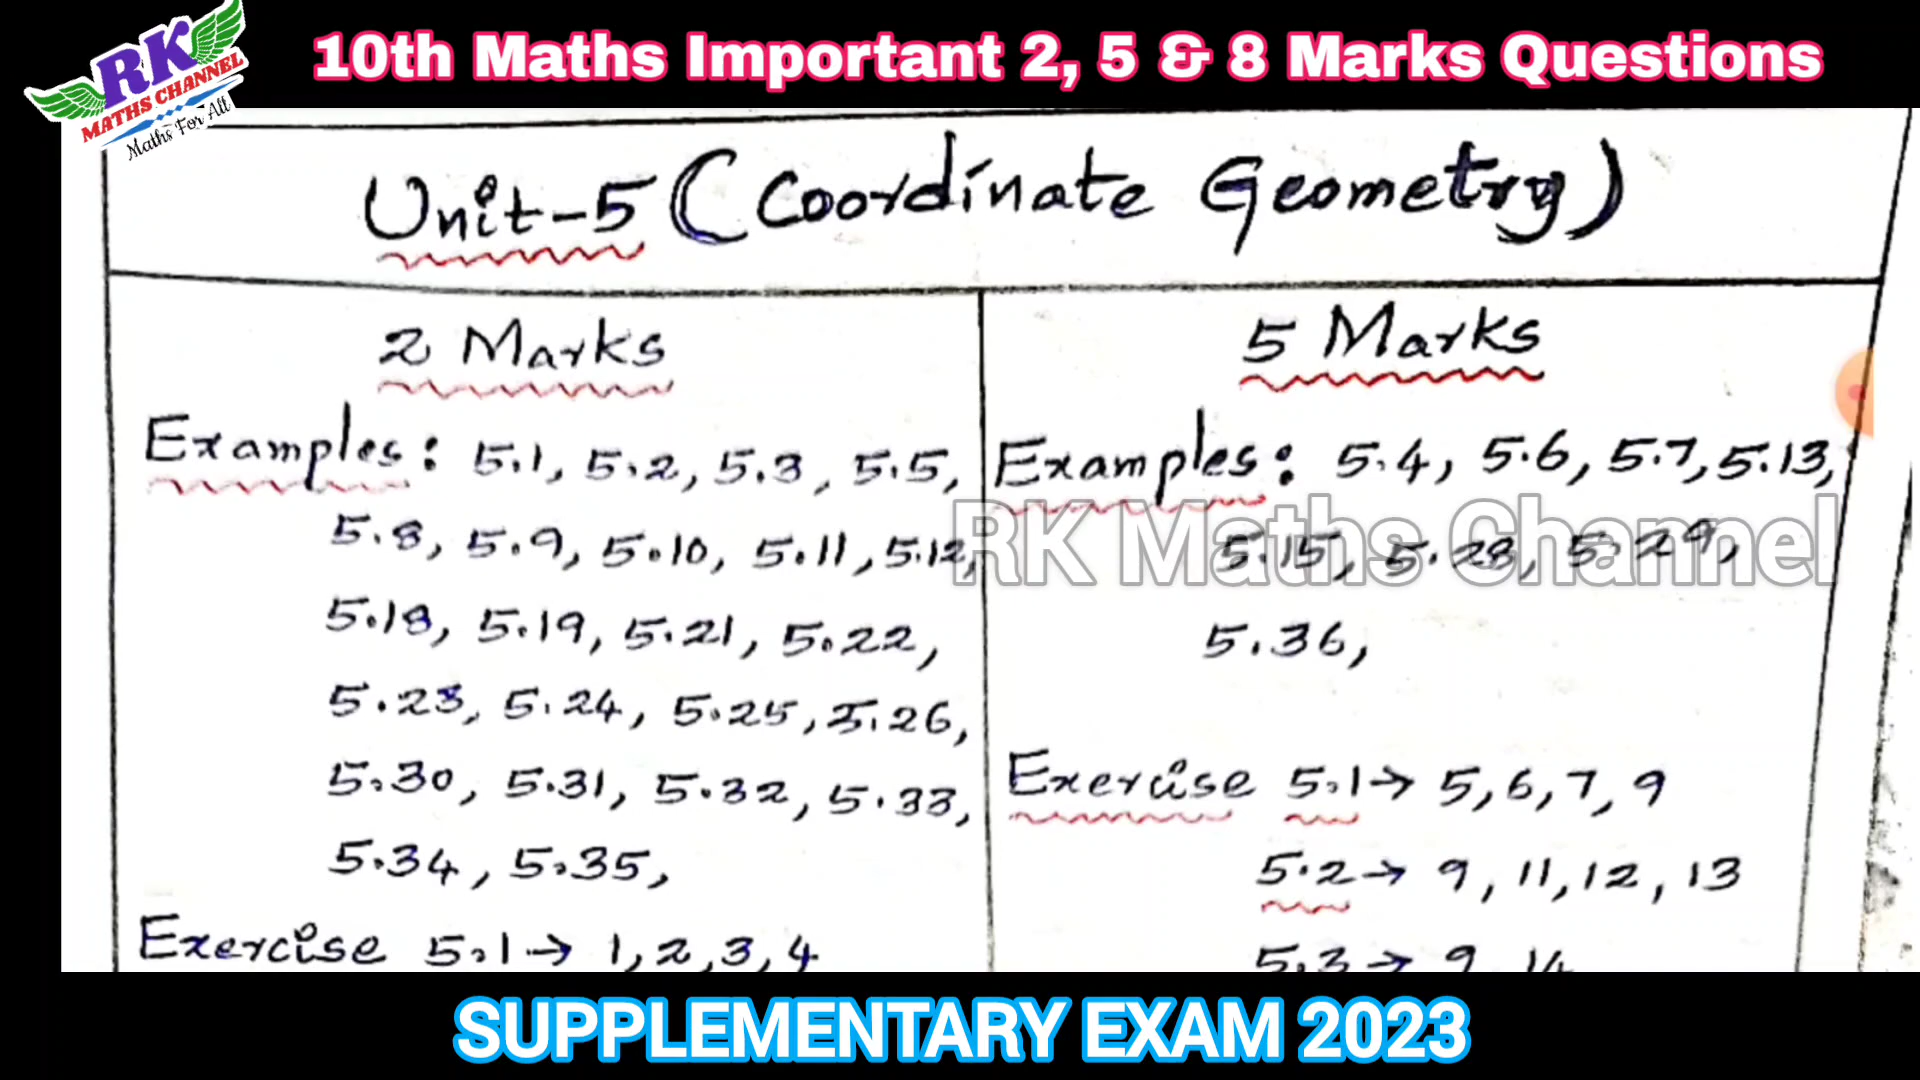 RK
MATHS CHANNEL
Maths For All
10th Maths Important 2, 5 & 8 Marks Questions
Unit-5 (Coordinate Geometry)
2 Marks
Examples: 5.1, 5.2, 5.3, 5.5,
5.8, 5.9, 5.10, 5.11, 5.12,
5.18, 5.19, 5.21, 5.22,
5.23, 5.24, 5.25, 5.26,
5.30, 5.31, 5.32, 5.33,
5.34, 5.35,
Exercise 5.1→ 1,2,3,4
5 Marks
Examples: 5.4, 5.6, 5.7, 5.13,
5.15, 5.28, 5.29,
5.36,
Exercise 5.1→ 5,6,7,9
5.2→ 9, 11, 12, 13
5.3→ 9, 14
RK Maths Channel
SUPPLEMENTARY EXAM 2023